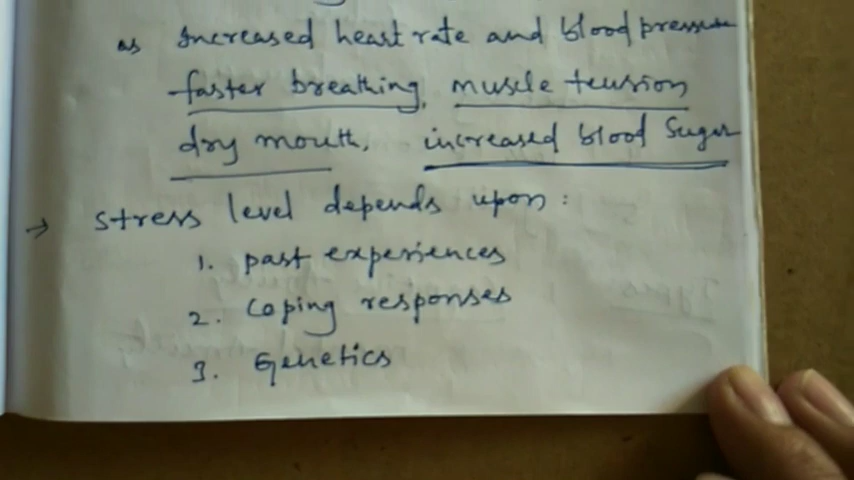 as Increased heart rate and blood pressure
faster breathing, muscle tension
dry mouth, increased blood sugar
→ stress level depends upon:
1. past experiences
2. coping responses
3. Genetics